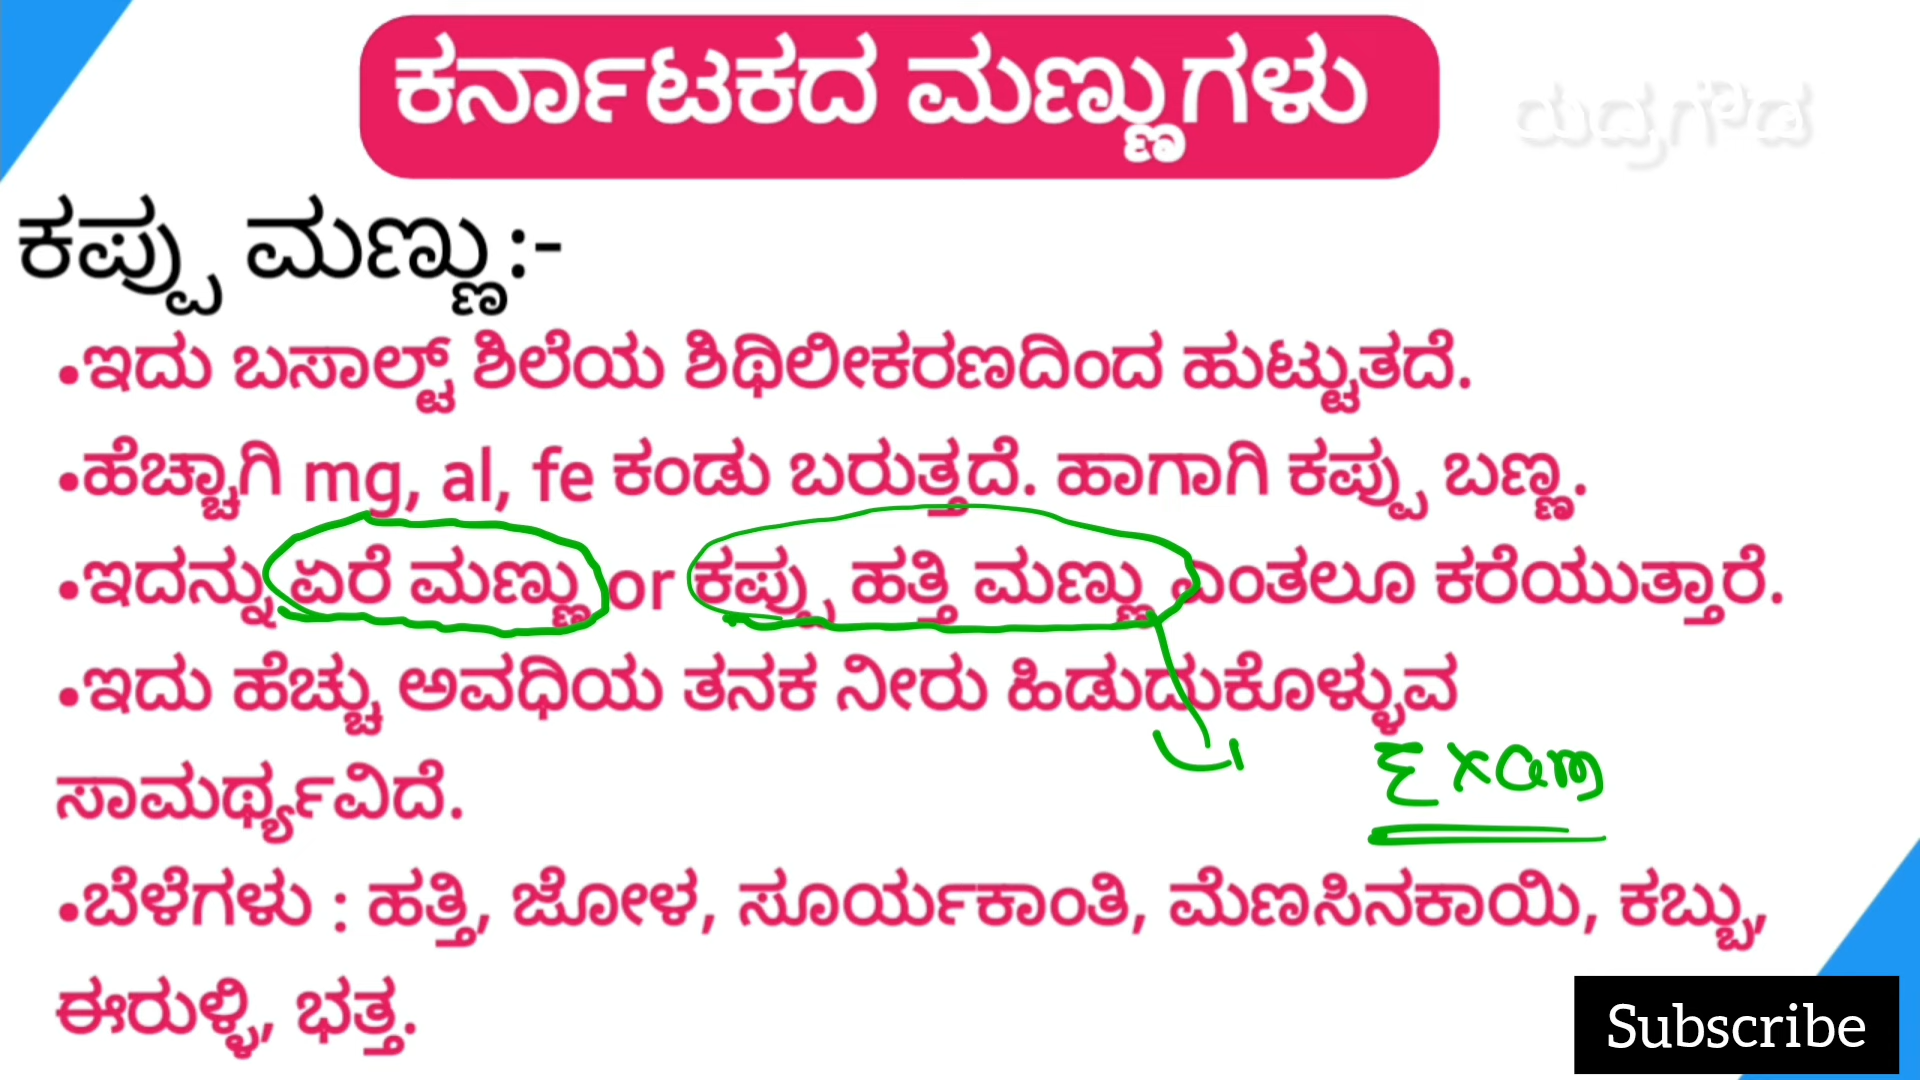 ಕರ್ನಾಟಕದ ಮಣ್ಣುಗಳು
ರುದ್ರಗೌಡ
ಕಪ್ಪು ಮಣ್ಣು:-
•ಇದು ಬಸಾಲ್ಟ್ ಶಿಲೆಯ ಶಿಥಿಲೀಕರಣದಿಂದ ಹುಟ್ಟುತದೆ.
•ಹೆಚ್ಚಾಗಿ mg, al, fe ಕಂಡು ಬರುತ್ತದೆ. ಹಾಗಾಗಿ ಕಪ್ಪು ಬಣ್ಣ.
•ಇದನ್ನು ಏರೆ ಮಣ್ಣು or ಕಪ್ಪು ಹತ್ತಿ ಮಣ್ಣು ಎಂತಲೂ ಕರೆಯುತ್ತಾರೆ.
•ಇದು ಹೆಚ್ಚು ಅವಧಿಯ ತನಕ ನೀರು ಹಿಡುದುಕೊಳ್ಳುವ
ಸಾಮರ್ಥ್ಯವಿದೆ.
Exam
•ಬೆಳೆಗಳು : ಹತ್ತಿ, ಜೋಳ, ಸೂರ್ಯಕಾಂತಿ, ಮೆಣಸಿನಕಾಯಿ, ಕಬ್ಬು,
ಈರುಳ್ಳಿ, ಭತ್ತ.
Subscribe